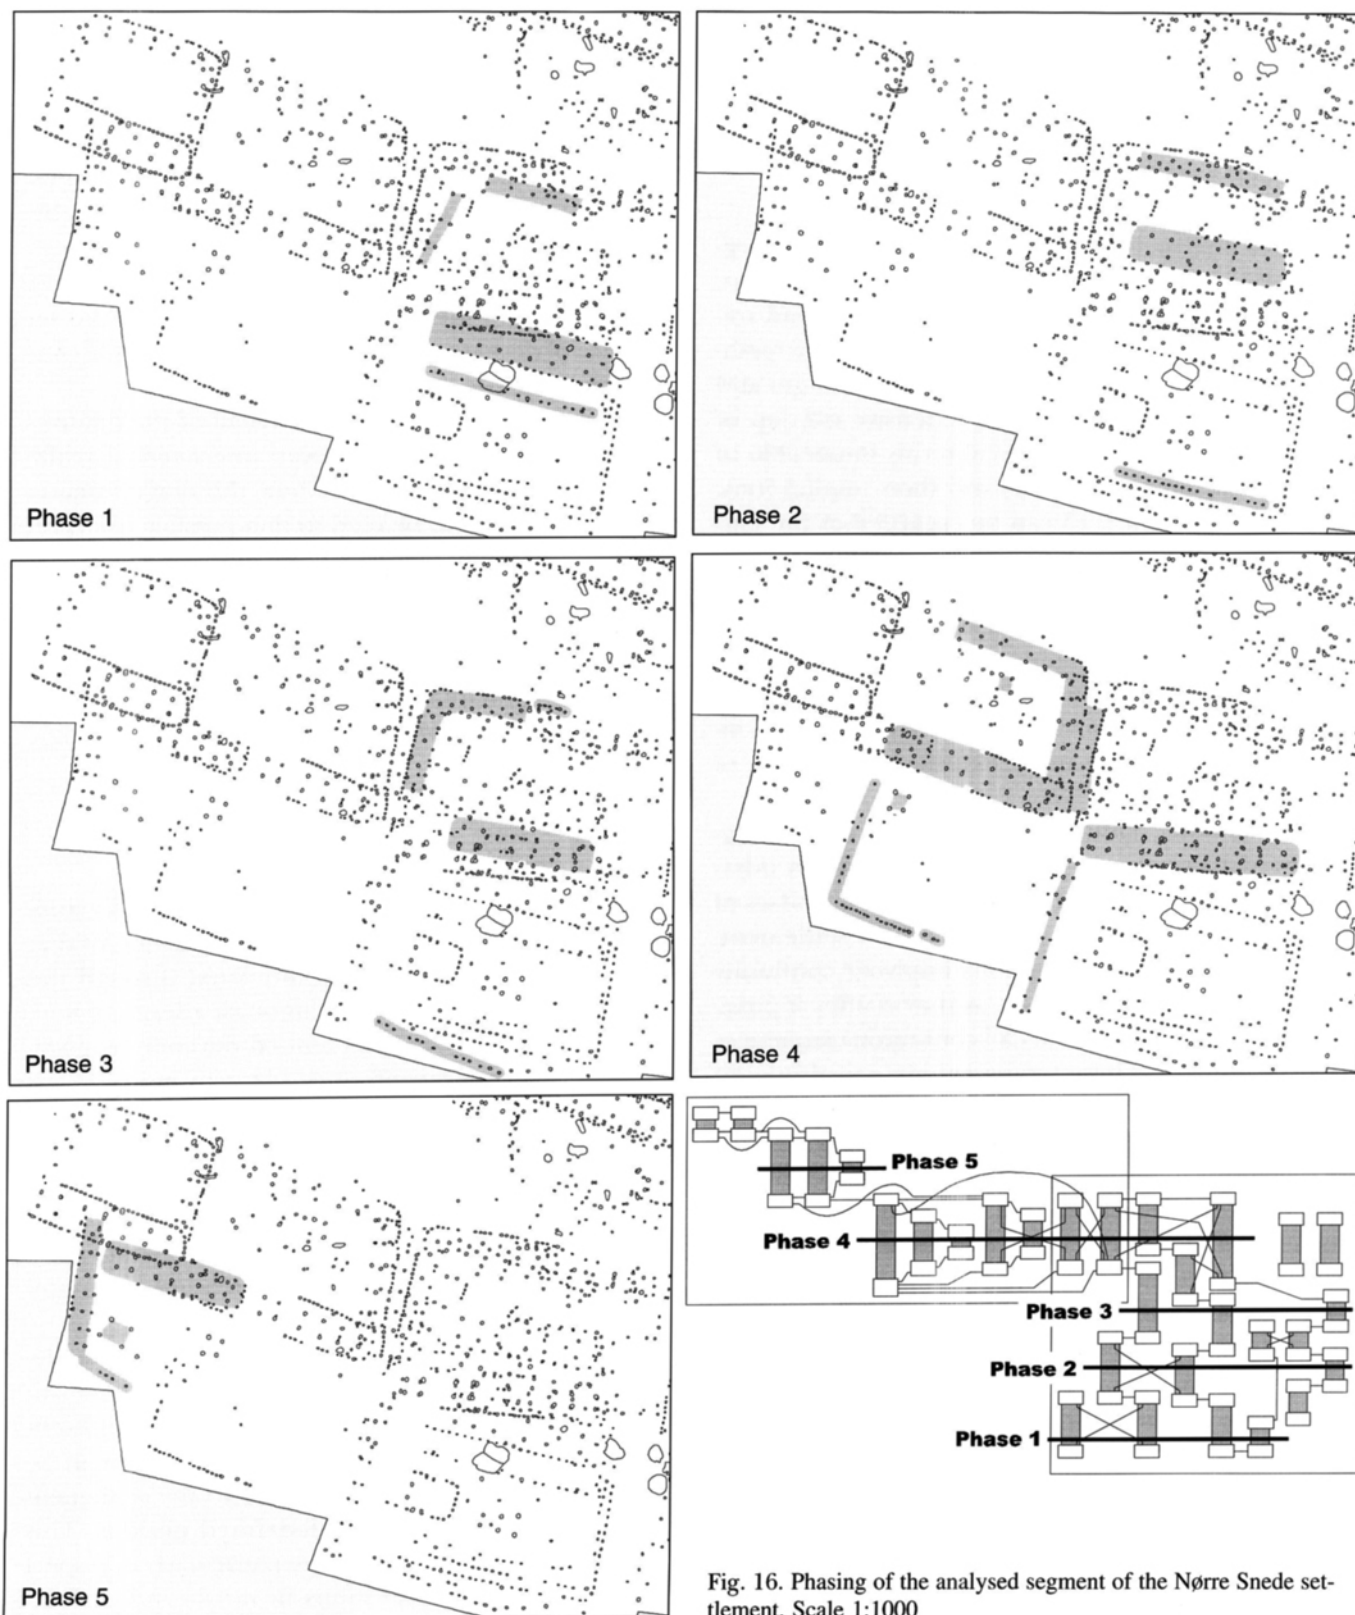 Phase 1
Phase 2
Phase 3
Phase 4
Phase 5
Phase 5
Phase 4
Phase 3
Phase 2
Phase 1
Fig. 16. Phasing of the analysed segment of the Nørre Snede set-
tlement. Scale 1:1000